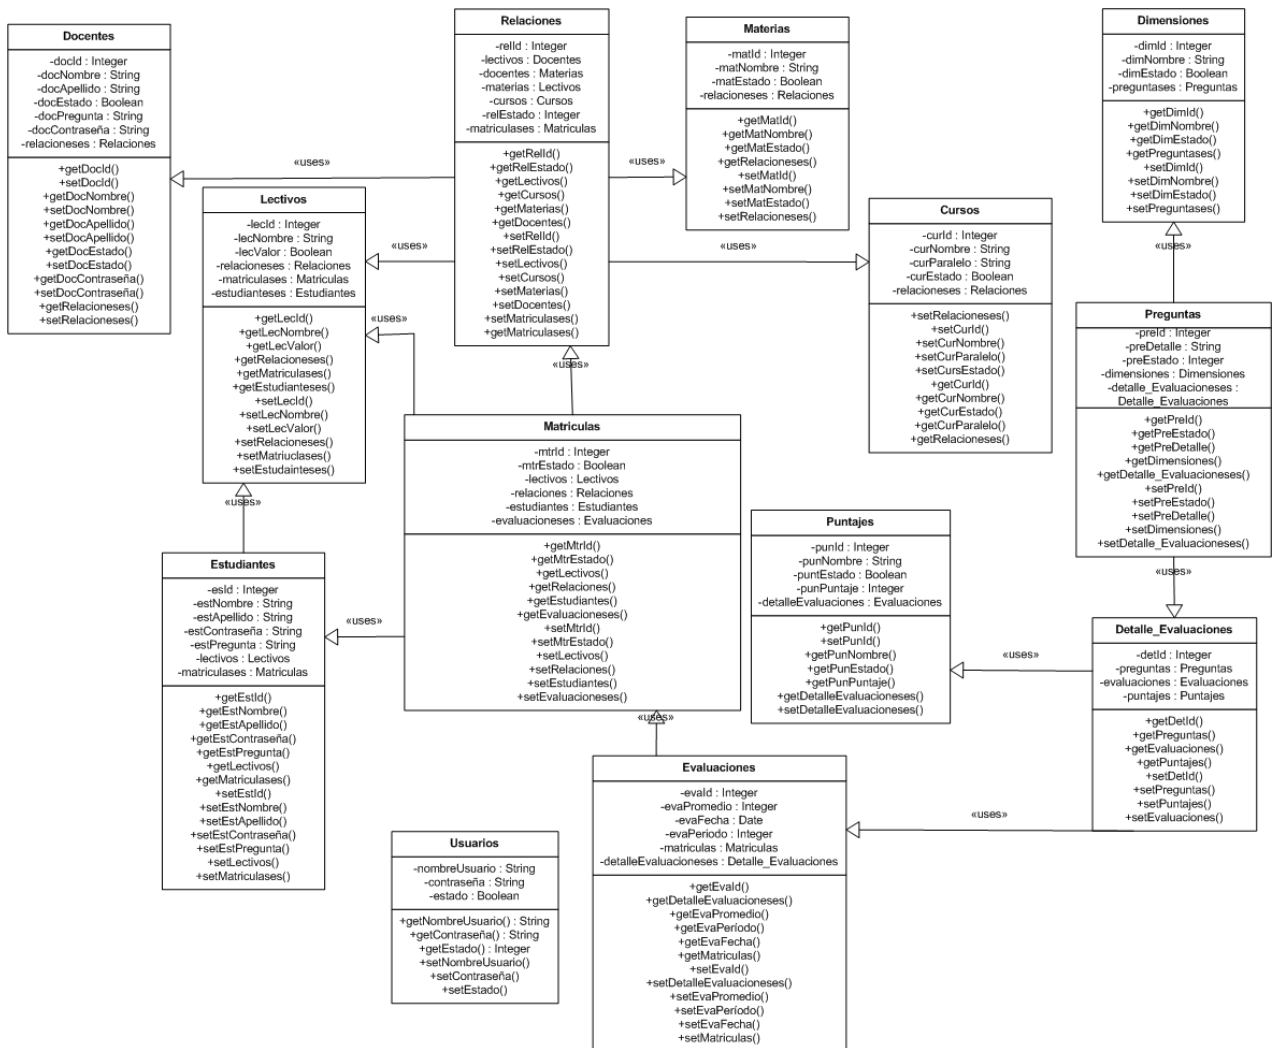 Docentes
-docId : Integer
-docNombre : String
-docApellido : String
-docEstado : Boolean
-docPregunta : String
-docContraseña : String
-relacioneses : Relaciones
+getDocId()
+setDocId()
+getDocNombre()
+setDocNombre()
+getDocApellido()
+setDocApellido()
+getDocEstado()
+setDocEstado()
+getDocContraseña()
+setDocContraseña()
+getRelacioneses()
+setRelacioneses()
«uses»
Relaciones
-relId : Integer
-lectivos : Docentes
-docentes : Materias
-materias : Lectivo
-cursos : Cursos
-relEstado : Integer
-matriculases : Matriculas
+getRelId()
+getRelEstado()
+getLectivos()
+getCursos()
+getMaterias()
+getDocentes()
+setRelId()
+setRelEstado()
+setLectivos()
+setCursos()
+setMaterias()
+setDocentes()
+setMatriculases()
+getMatriculases()
«uses»
Materias
-matId : Integer
-matNombre : String
-matEstado : Boolean
-relacioneses : Relaciones
+getMatId()
+getMatNombre()
+getMatEstado()
+getRelacioneses()
+setMatId()
+setMatNombre()
+setMatEstado()
+setRelacioneses()
Dimensiones
-dimId : Integer
-dimNombre : String
-dimEstado : Boolean
-preguntases : Preguntas
+getDimId()
+getDimNombre()
+getDimEstado()
+getPreguntases()
+setDimId()
+setDimNombre()
+setDimEstado()
+setPreguntases()
«uses»
Lectivos
-lecId : Integer
-lecNombre : String
-lecValor : Boolean
-relacioneses : Relaciones
-matriculases : Matriculas
-estudianteses : Estudiantes
+getLecId()
+getLecNombre()
+getLecValor()
+getRelacioneses()
+getMatriculases()
+getEstudianteses()
+setLecId()
+setLecNombre()
+setLecValor()
+setRelacioneses()
+setMatriuclases()
+setEstudainteses()
«uses»
«uses»
«uses»
«uses»
«uses»
Cursos
-curId : Integer
-curNombre : String
-curParalelo : String
-curEstado : Boolean
-relacioneses : Relaciones
+setRelacioneses()
+setCurId()
+setCurNombre()
+setCurParalelo()
+setCursEstado()
+getCurId()
+getCurNombre()
+getCurEstado()
+getCurParalelo()
+getRelacioneses()
Preguntas
-preId : Integer
-preDetalle : String
-preEstado : Integer
-dimensiones : Dimensiones
-detalle_Evaluacioneses :
Detalle_Evaluaciones
+getPreId()
+getPreEstado()
+getPreDetalle()
+getDimensiones()
+getDetalle_Evaluacioneses()
+setPreId()
+setPreEstado()
+setPreDetalle()
+setDimensiones()
+setDetalle_Evaluacioneses()
«uses»
Matriculas
-mtrId : Integer
-mtrEstado : Boolean
-lectivos : Lectivos
-relaciones : Relaciones
-estudiantes : Estudiantes
-evaluacioneses : Evaluaciones
+getMtrId()
+getMtrEstado()
+getLectivos()
+getRelaciones()
+getEstudiantes()
+getEvaluacioneses()
+setMtrId()
+setMtrEstado()
+setLectivos()
+setRelaciones()
+setEstudiantes()
+setEvaluacioneses()
«uses»
Puntajes
-punId : Integer
-punNombre : String
-puntEstado : Boolean
-punPuntaje : Integer
-detalleEvaluaciones : Evaluaciones
+getPunId()
+setPunId()
+getPunNombre()
+getPunEstado()
+getPunPuntaje()
+getDetalleEvaluacioneses()
+setDetalleEvaluacioneses()
«uses»
Estudiantes
-esId : Integer
-estNombre : String
-estApellido : String
-estContraseña : String
-estPregunta : String
-lectivos : Lectivos
-matriculases : Matriculas
+getEstId()
+getEstNombre()
+getEstApellido()
+getEstContraseña()
+getEstPregunta()
+getLectivos()
+getMatriculases()
+setEstId()
+setEstNombre()
+setEstApellido()
+setEstContraseña()
+setEstPregunta()
+setLectivos()
+setMatriculases()
«uses»
Detalle_Evaluaciones
-detId : Integer
-preguntas : Preguntas
-evaluaciones : Evaluaciones
-puntajes : Puntajes
+getDetId()
+getPreguntas()
+getEvaluaciones()
+getPuntajes()
+setDetId()
+setPreguntas()
+setPuntajes()
+setEvaluaciones()
«uses»
Evaluaciones
-evaId : Integer
-evaPromedio : Integer
-evaFecha : Date
-evaPeriodo : Integer
-matriculas : Matriculas
-detalleEvaluacioneses : Detalle_Evaluaciones
+getEvaId()
+getDetalleEvaluacioneses()
+getEvaPromedio()
+getEvaPeríodo()
+getEvaFecha()
+getMatriculas()
+setEvaId()
+setDetalleEvaluacioneses()
+setEvaPromedio()
+setEvaPeríodo()
+setEvaFecha()
+setMatriculas()
Usuarios
-nombreUsuario : String
-contraseña : String
-estado : Boolean
+getNombreUsuario() : String
+getContraseña() : String
+getEstado() : Integer
+setNombreUsuario()
+setContraseña()
+setEstado()